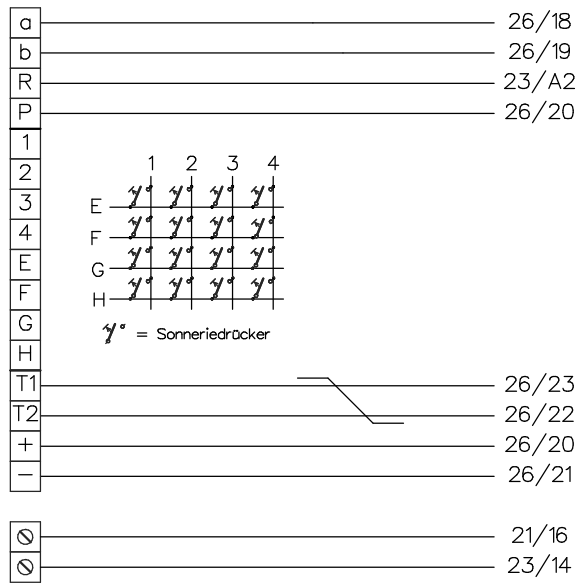 a 26/18
b 26/19
R 23/A2
P 26/20
1
2
3
4
E
F
G
H
1 2 3 4
E
F
G
H
= Sonneriedrücker
T1 26/23
T2 26/22
+ 26/20
− 26/21
21/16
23/14